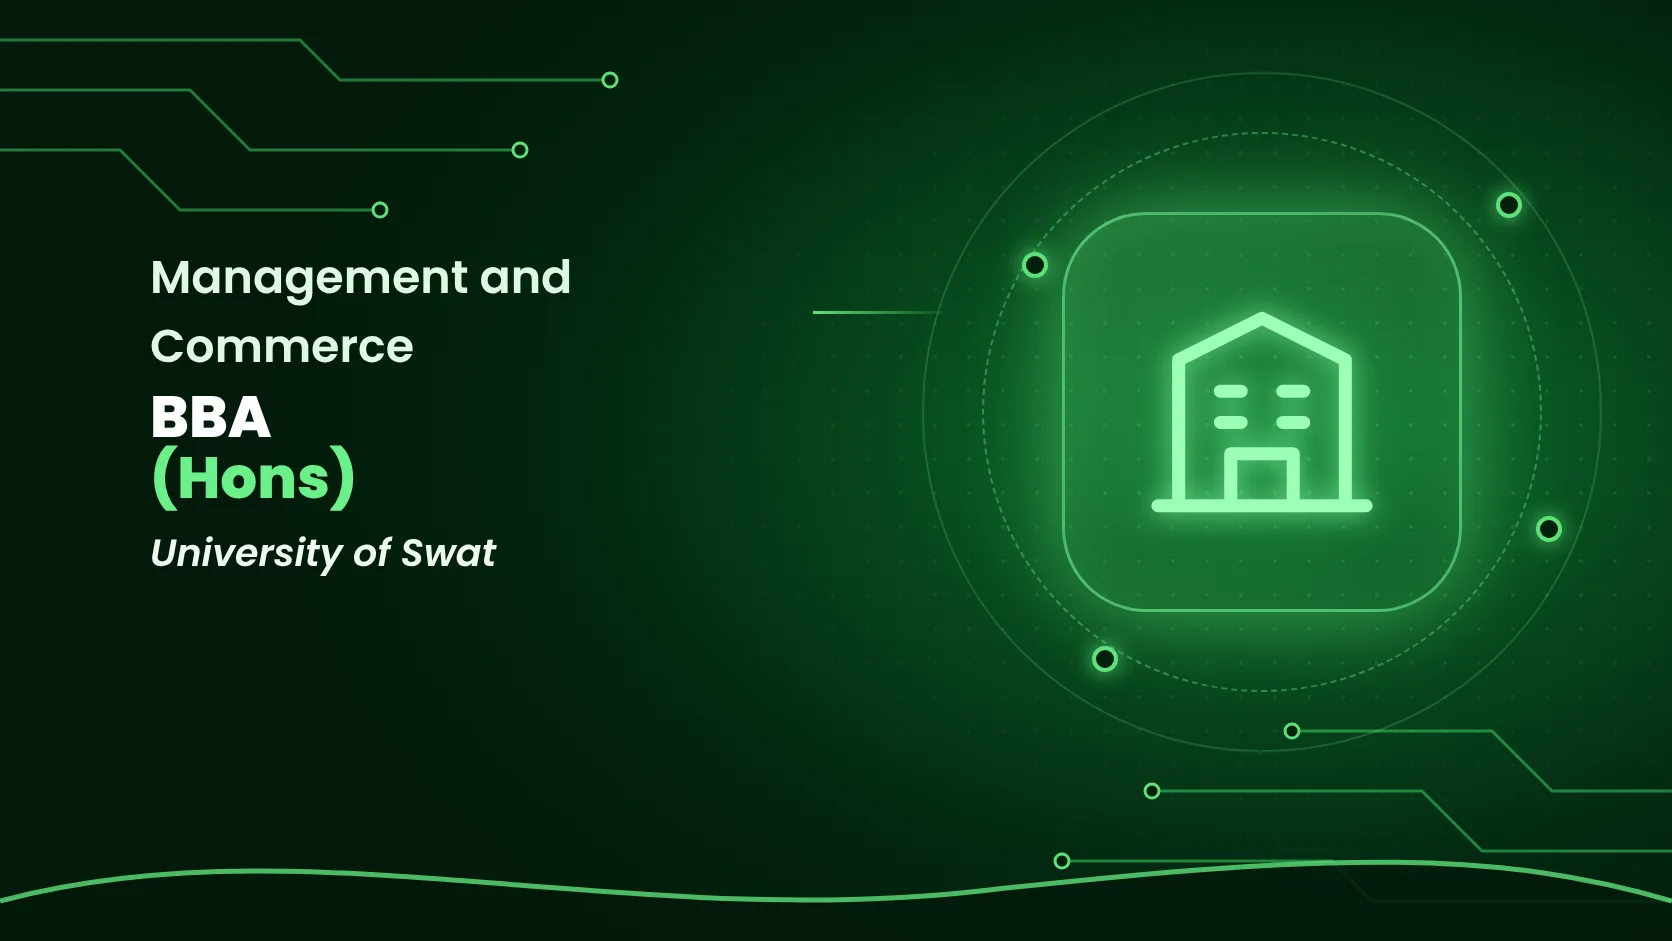 Management and
Commerce
BBA
(Hons)
University of Swat